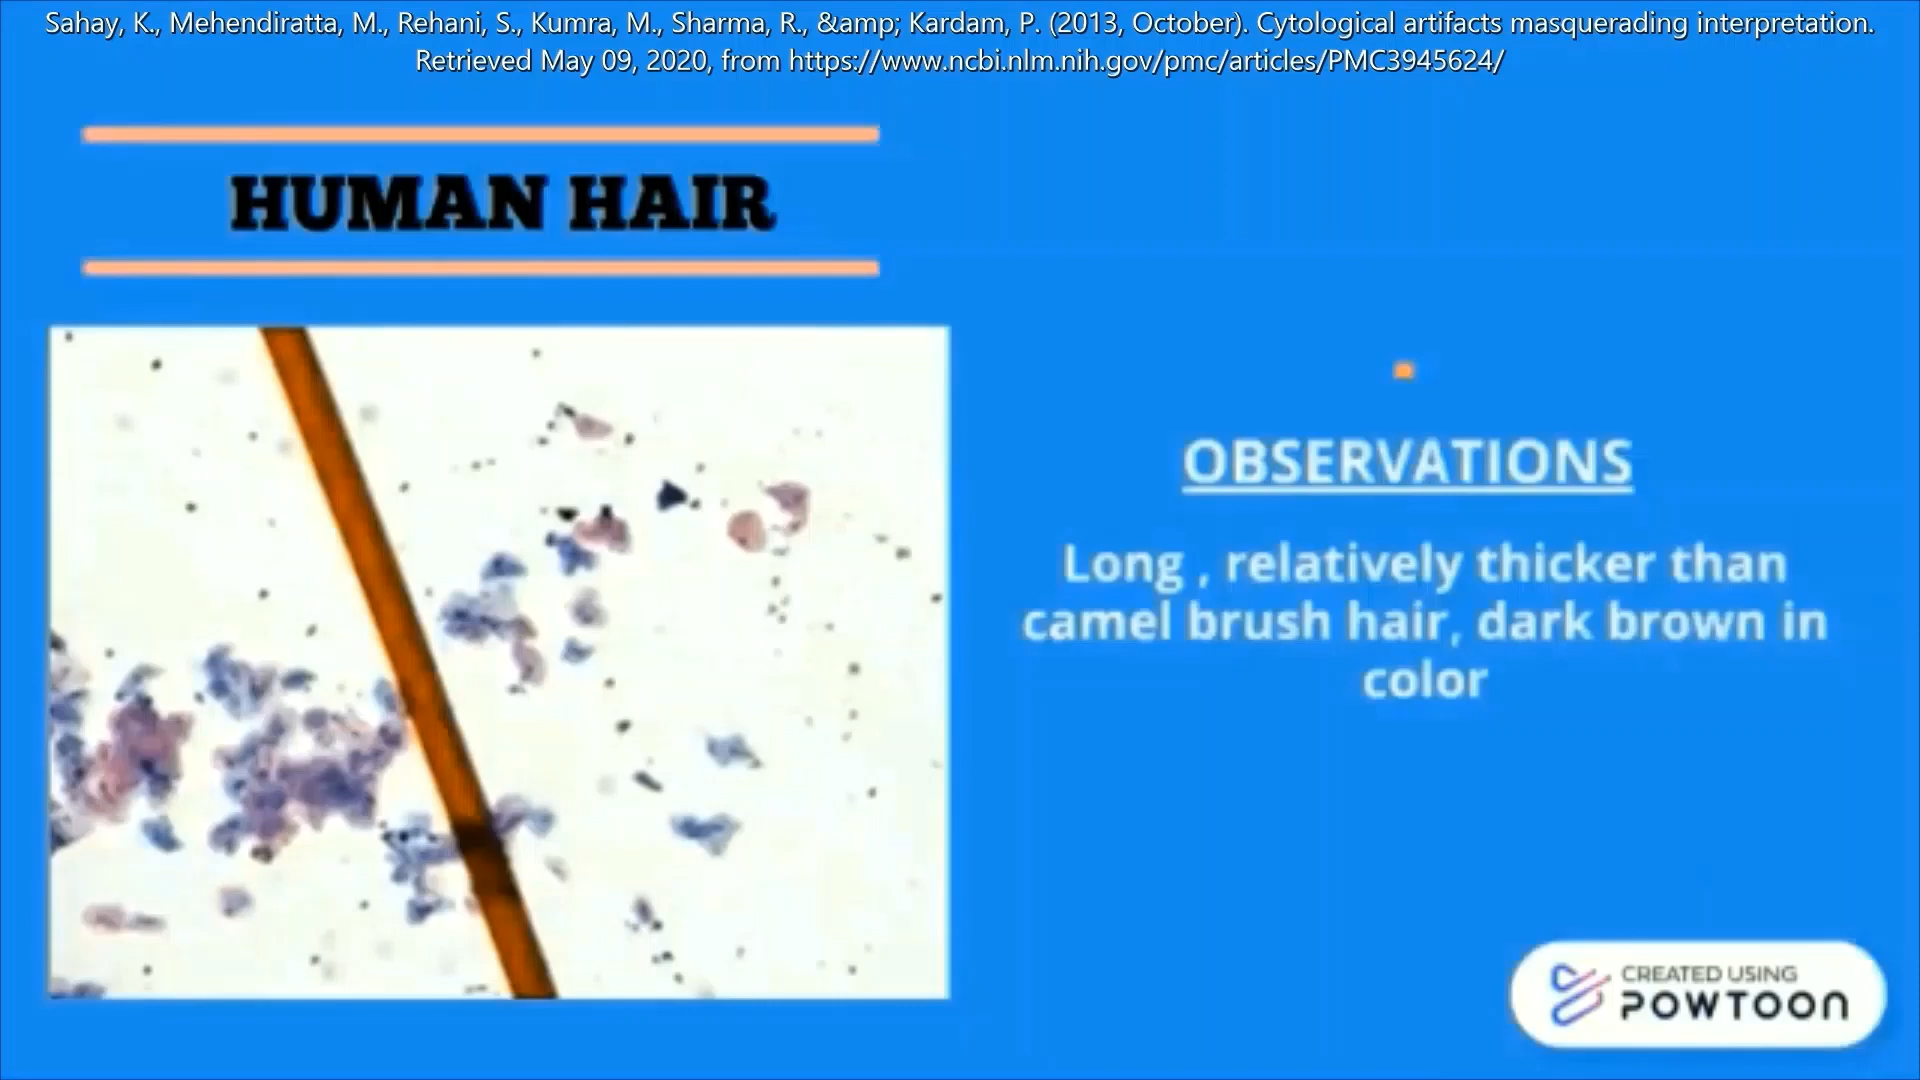 Sahay, K., Mehendiratta, M., Rehani, S., Kumra, M., Sharma, R., &amp; Kardam, P. (2013, October). Cytological artifacts masquerading interpretation.
Retrieved May 09, 2020, from https://www.ncbi.nlm.nih.gov/pmc/articles/PMC3945624/
HUMAN HAIR
OBSERVATIONS
Long , relatively thicker than
camel brush hair, dark brown in
color
CREATED USING
POWTOON